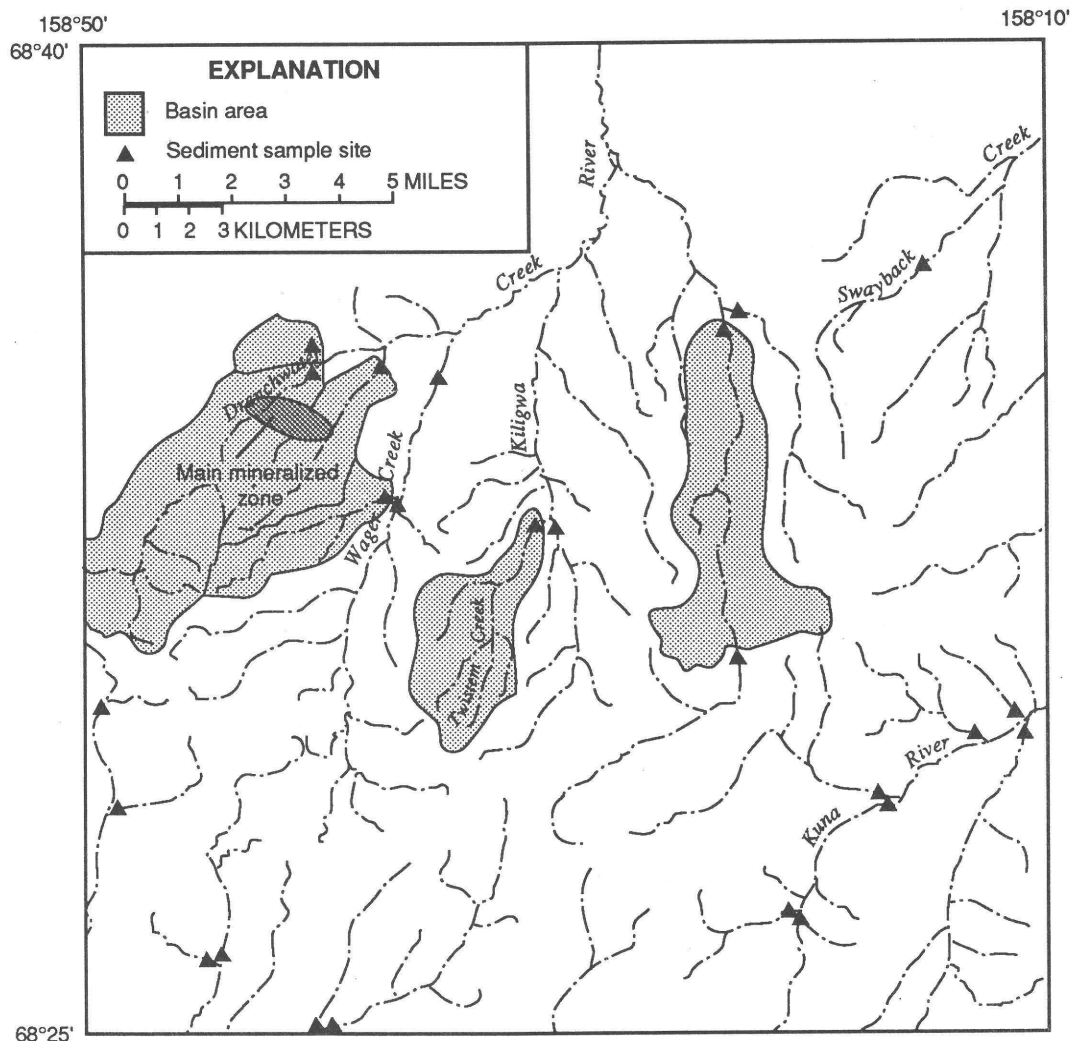 158°50'
158°10'
68°40'
EXPLANATION
Basin area
Sediment sample site
0 1 2 3 4 5 MILES
0 1 2 3 KILOMETERS
River
Creek
Creek
Swayback
Drenchwater
Kiligwa
Main mineralized
zone
Creek
Wager
Creek
Twistem
River
Kuna
68°25'